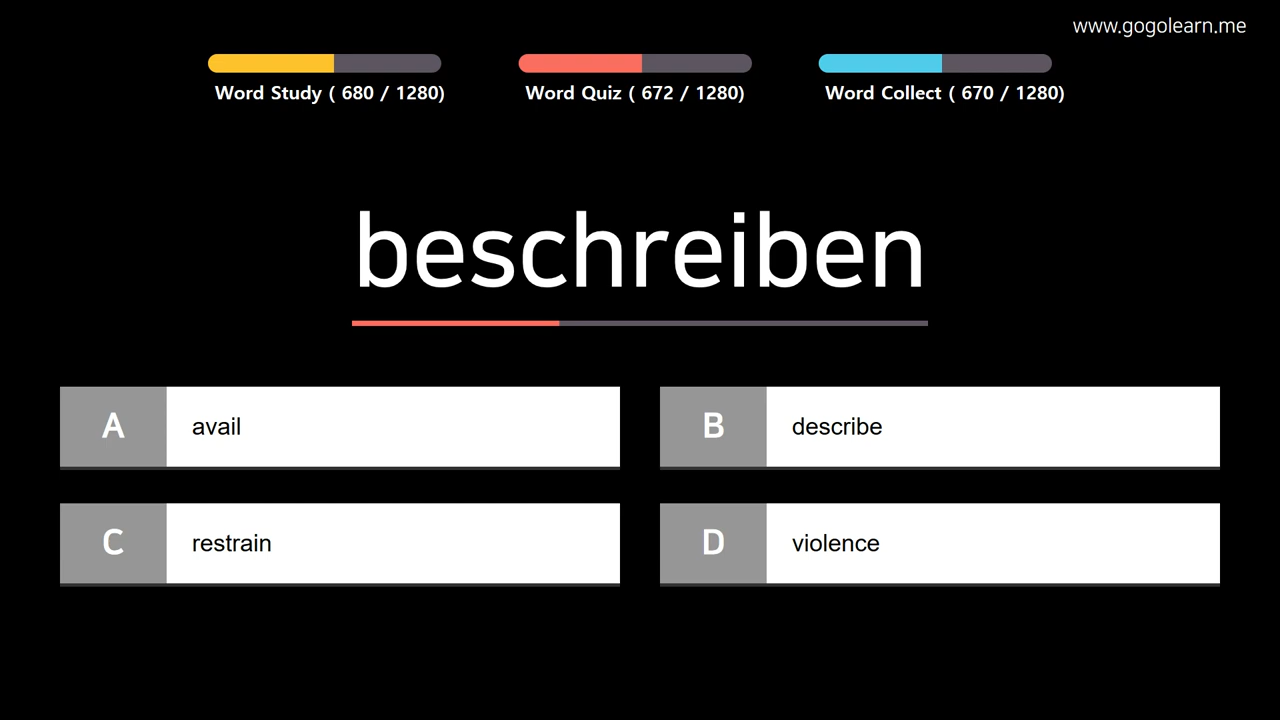 www.gogolearn.me
Word Study ( 680 / 1280)
Word Quiz ( 672 / 1280)
Word Collect ( 670 / 1280)
beschreiben
A avail
B describe
C restrain
D violence